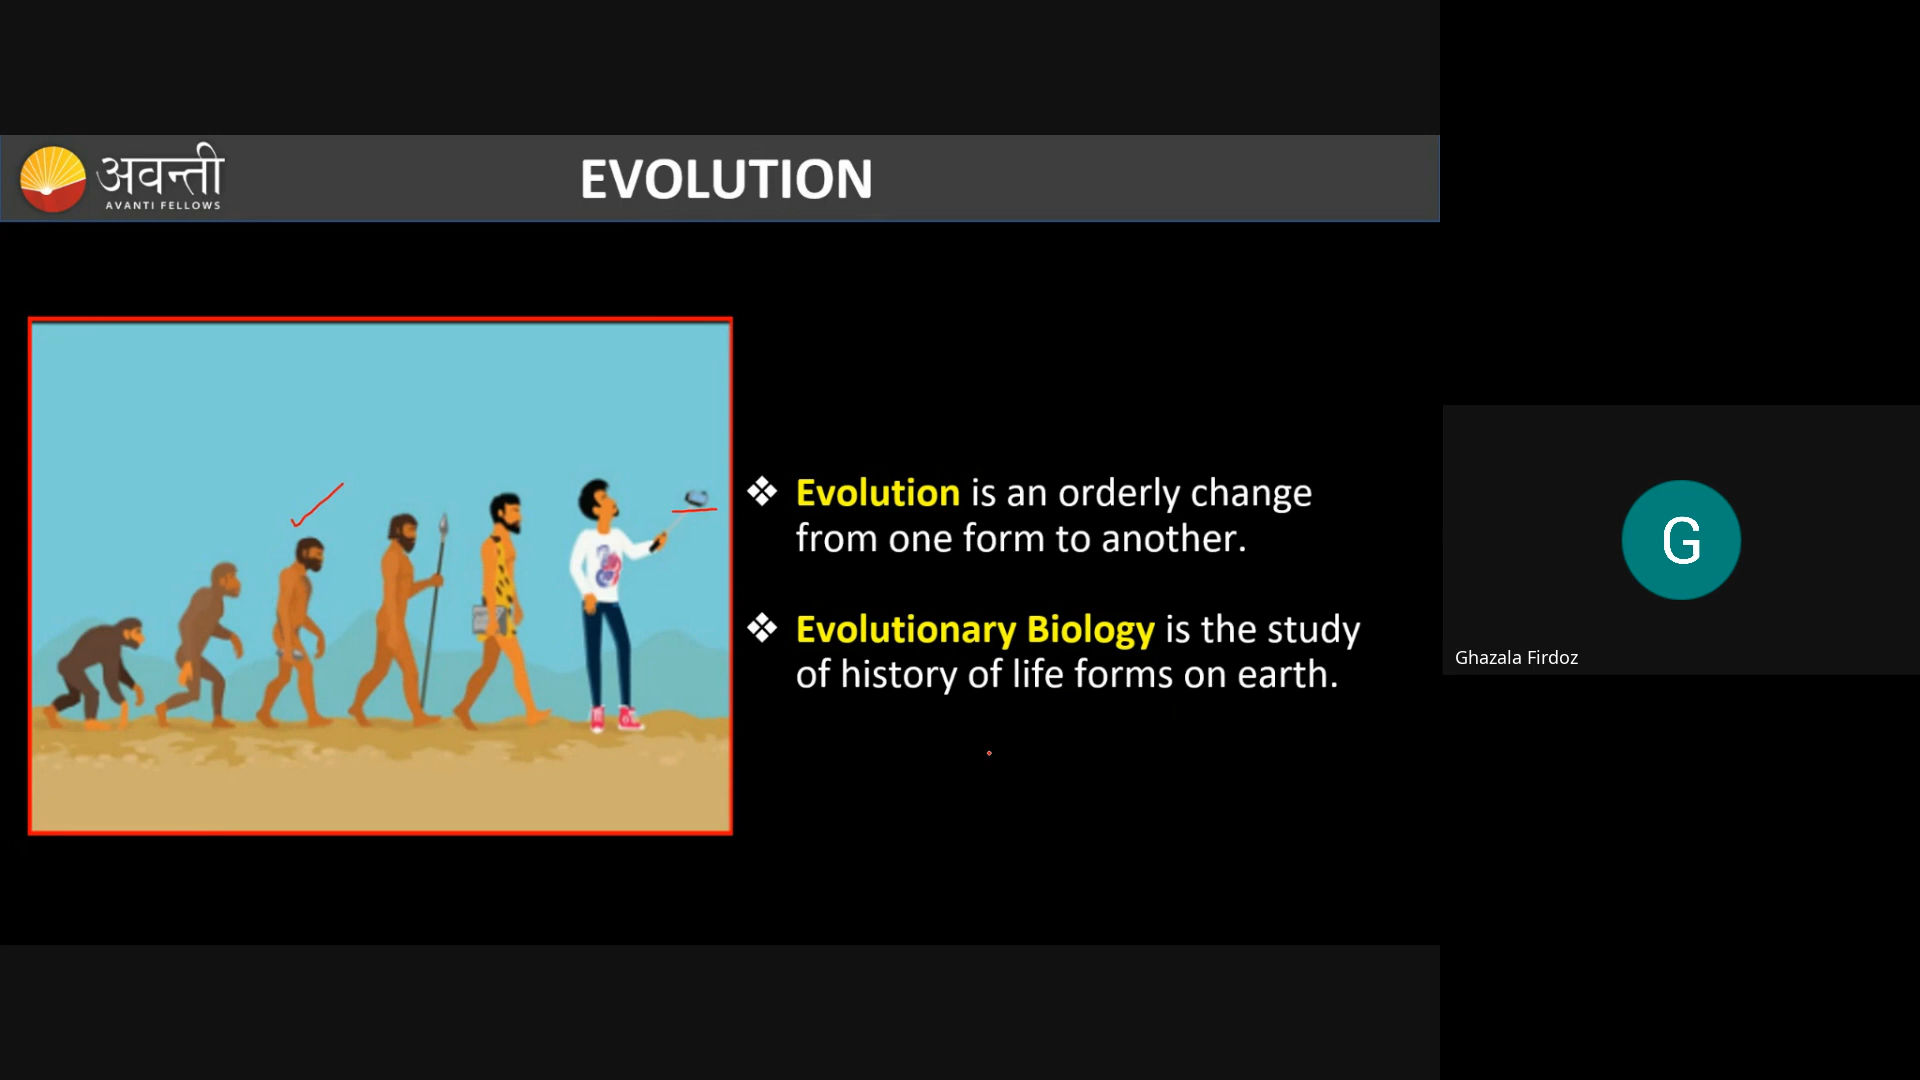 अवन्ती
AVANTI FELLOWS
EVOLUTION
❖ Evolution is an orderly change
from one form to another.
❖ Evolutionary Biology is the study
of history of life forms on earth.
G
Ghazala Firdoz